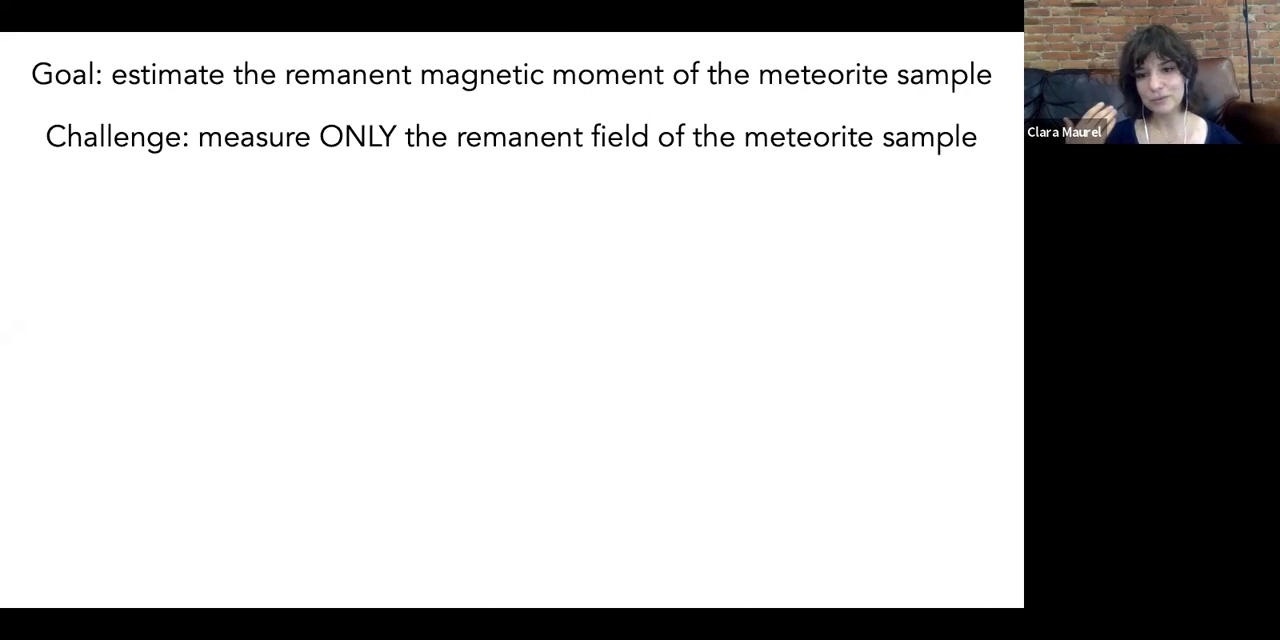 Goal: estimate the remanent magnetic moment of the meteorite sample
Challenge: measure ONLY the remanent field of the meteorite sample
Clara Maurel